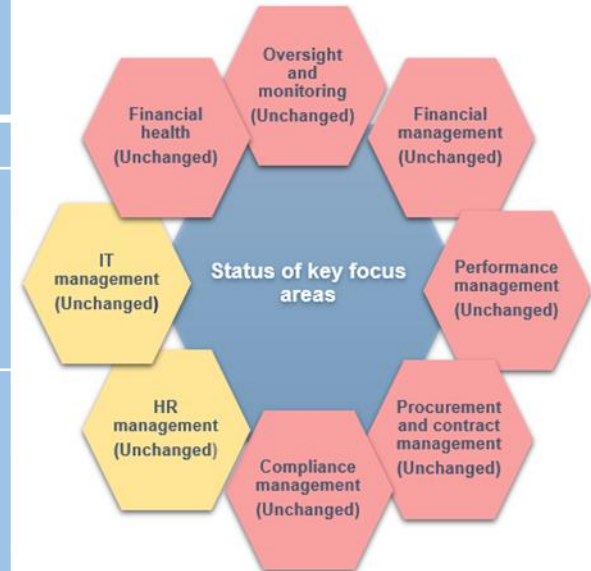 Oversight
and
monitoring
(Unchanged)
Financial
management
(Unchanged)
Performance
management
(Unchanged)
Procurement
and contract
management
(Unchanged)
Compliance
management
(Unchanged)
HR
management
(Unchanged)
IT
management
(Unchanged)
Financial
health
(Unchanged)
Status of key focus
areas